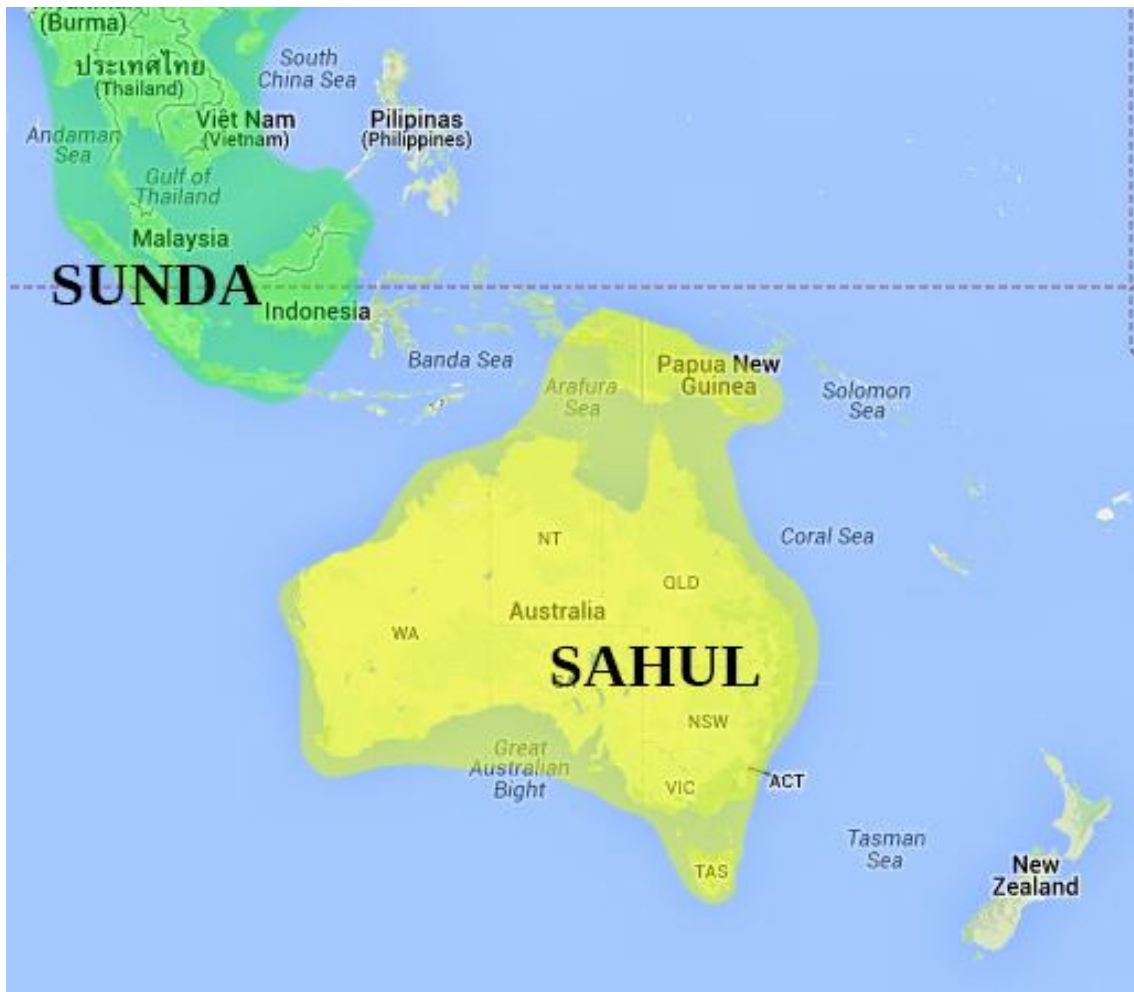 (Burma)
ประเทศไทย
(Thailand)
South
China Sea
Việt Nam
(Vietnam)
Pilipinas
(Philippines)
Andaman
Sea
Gulf of
Thailand
Malaysia
SUNDA
Indonesia
Banda Sea
Papua New
Guinea
Arafura
Sea
Solomon
Sea
NT
Coral Sea
QLD
Australia
WA
SAHUL
NSW
Great
Australian
Bight
VIC
ACT
Tasman
Sea
TAS
New
Zealand